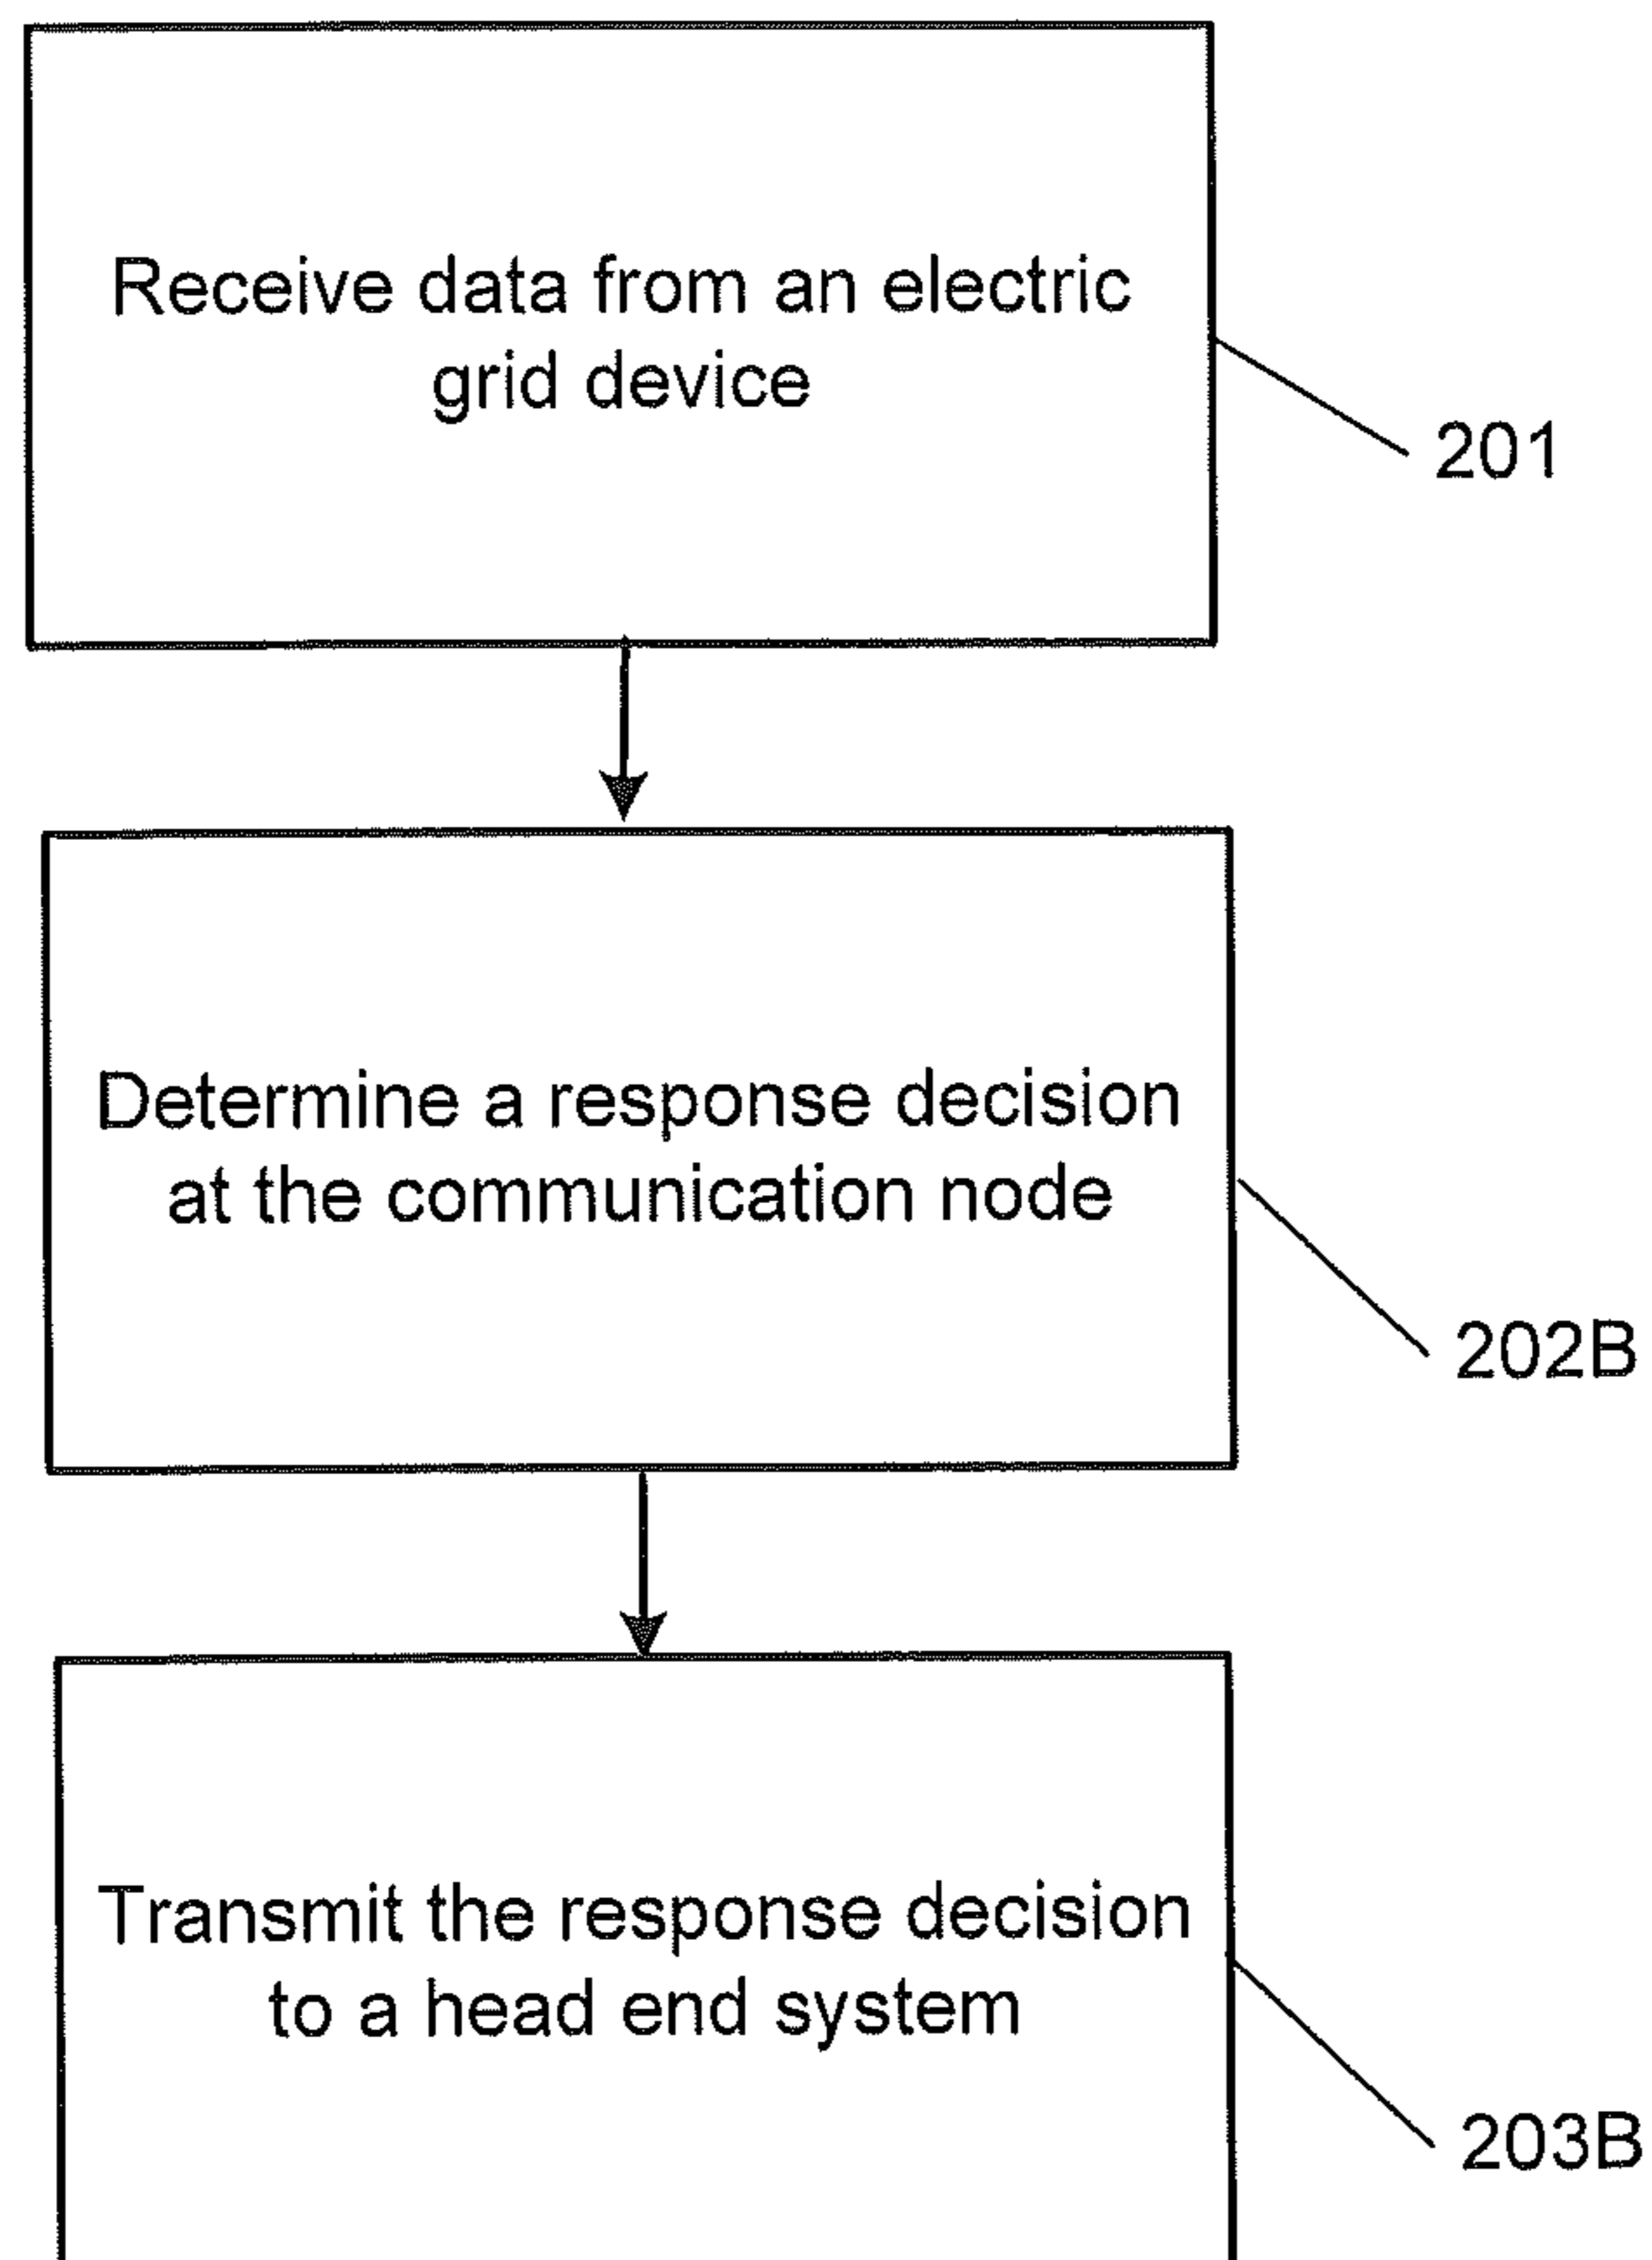 Receive data from an electric
grid device
201
Determine a response decision
at the communication node
202B
Transmit the response decision
to a head end system
203B